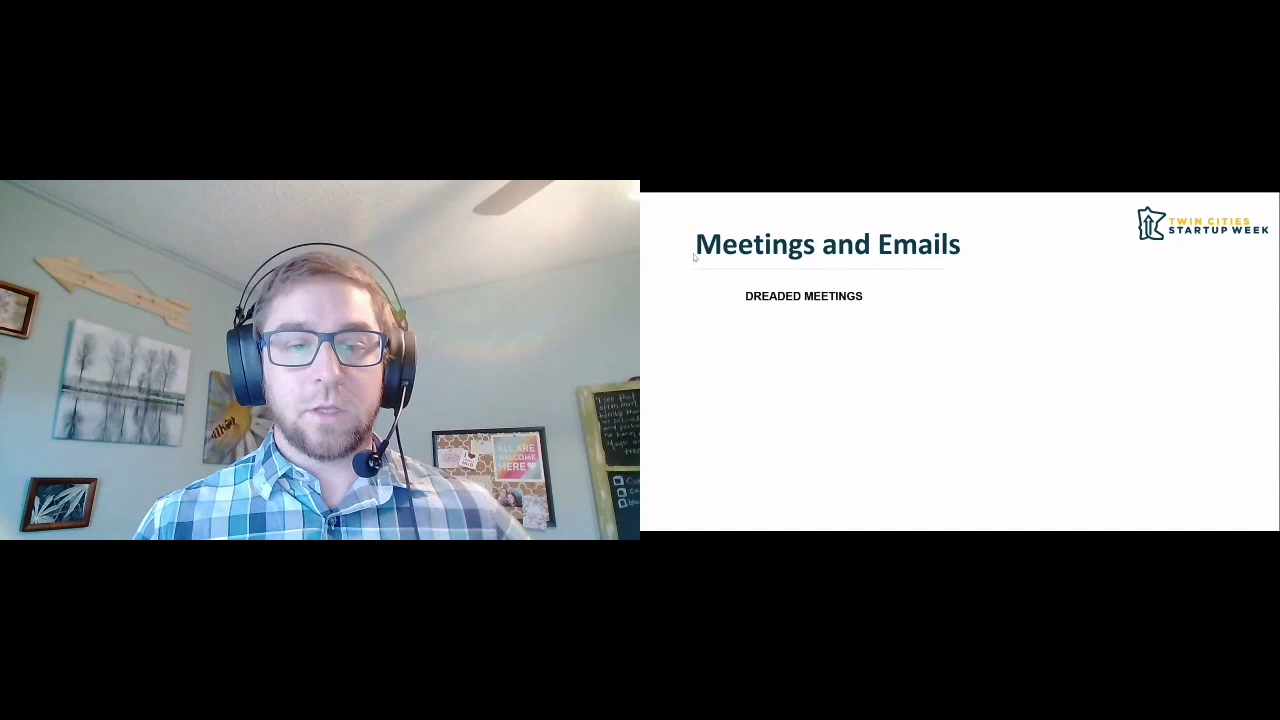 Meetings and Emails
TWIN CITIES
STARTUP WEEK
DREADED MEETINGS
ALL ARE
WELCOME
HERE
I